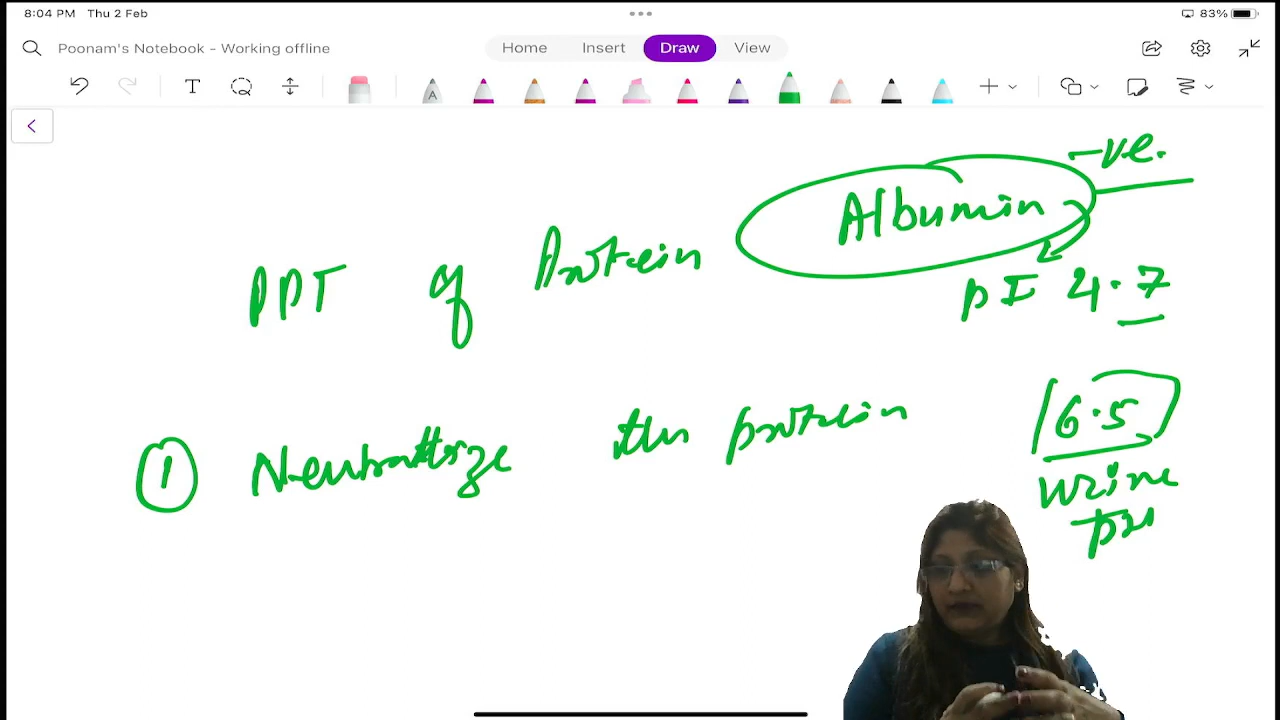 8:04 PM Thu 2 Feb
83%
Poonam's Notebook - Working offline
Home Insert Draw View
T
A
-ve.
Albumin
PPT of Protein
pI 4.7
① Neutralize the protein
6.5
Urine
pH